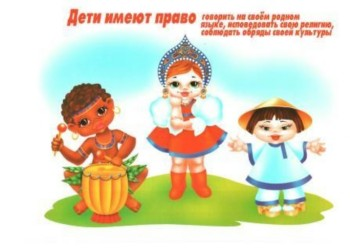 Дети имеют право говорить на своём родном
языке, исповедовать свою религию,
соблюдать обряды своей культуры